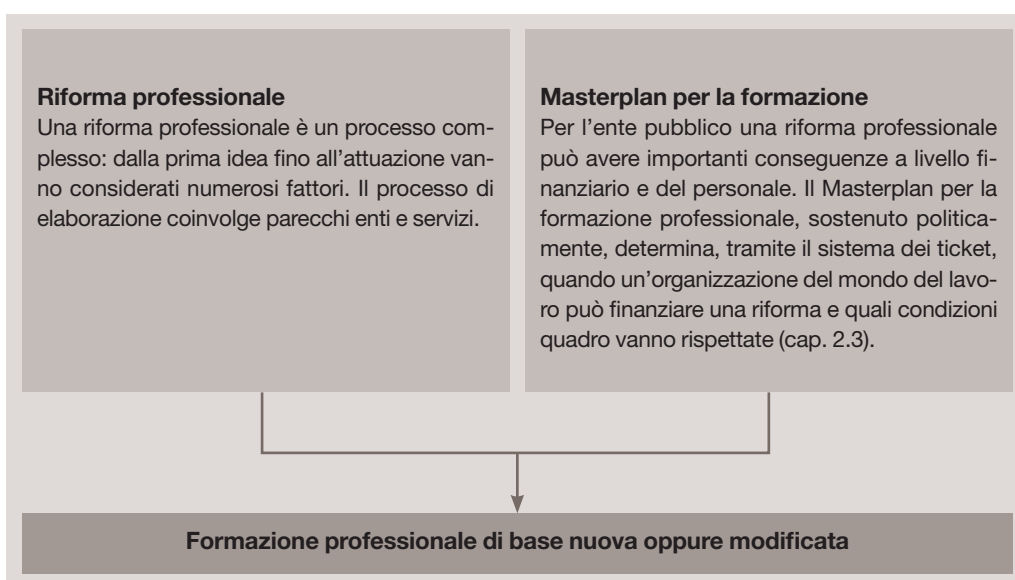 Riforma professionale
Una riforma professionale è un processo com-
plesso: dalla prima idea fino all’attuazione van-
no considerati numerosi fattori. Il processo di
elaborazione coinvolge parecchi enti e servizi.
Masterplan per la formazione
Per l’ente pubblico una riforma professionale
può avere importanti conseguenze a livello fi-
nanziario e del personale. Il Masterplan per la
formazione professionale, sostenuto politica-
mente, determina, tramite il sistema dei ticket,
quando un’organizzazione del mondo del lavo-
ro può finanziare una riforma e quali condizioni
quadro vanno rispettate (cap. 2.3).
Formazione professionale di base nuova oppure modificata